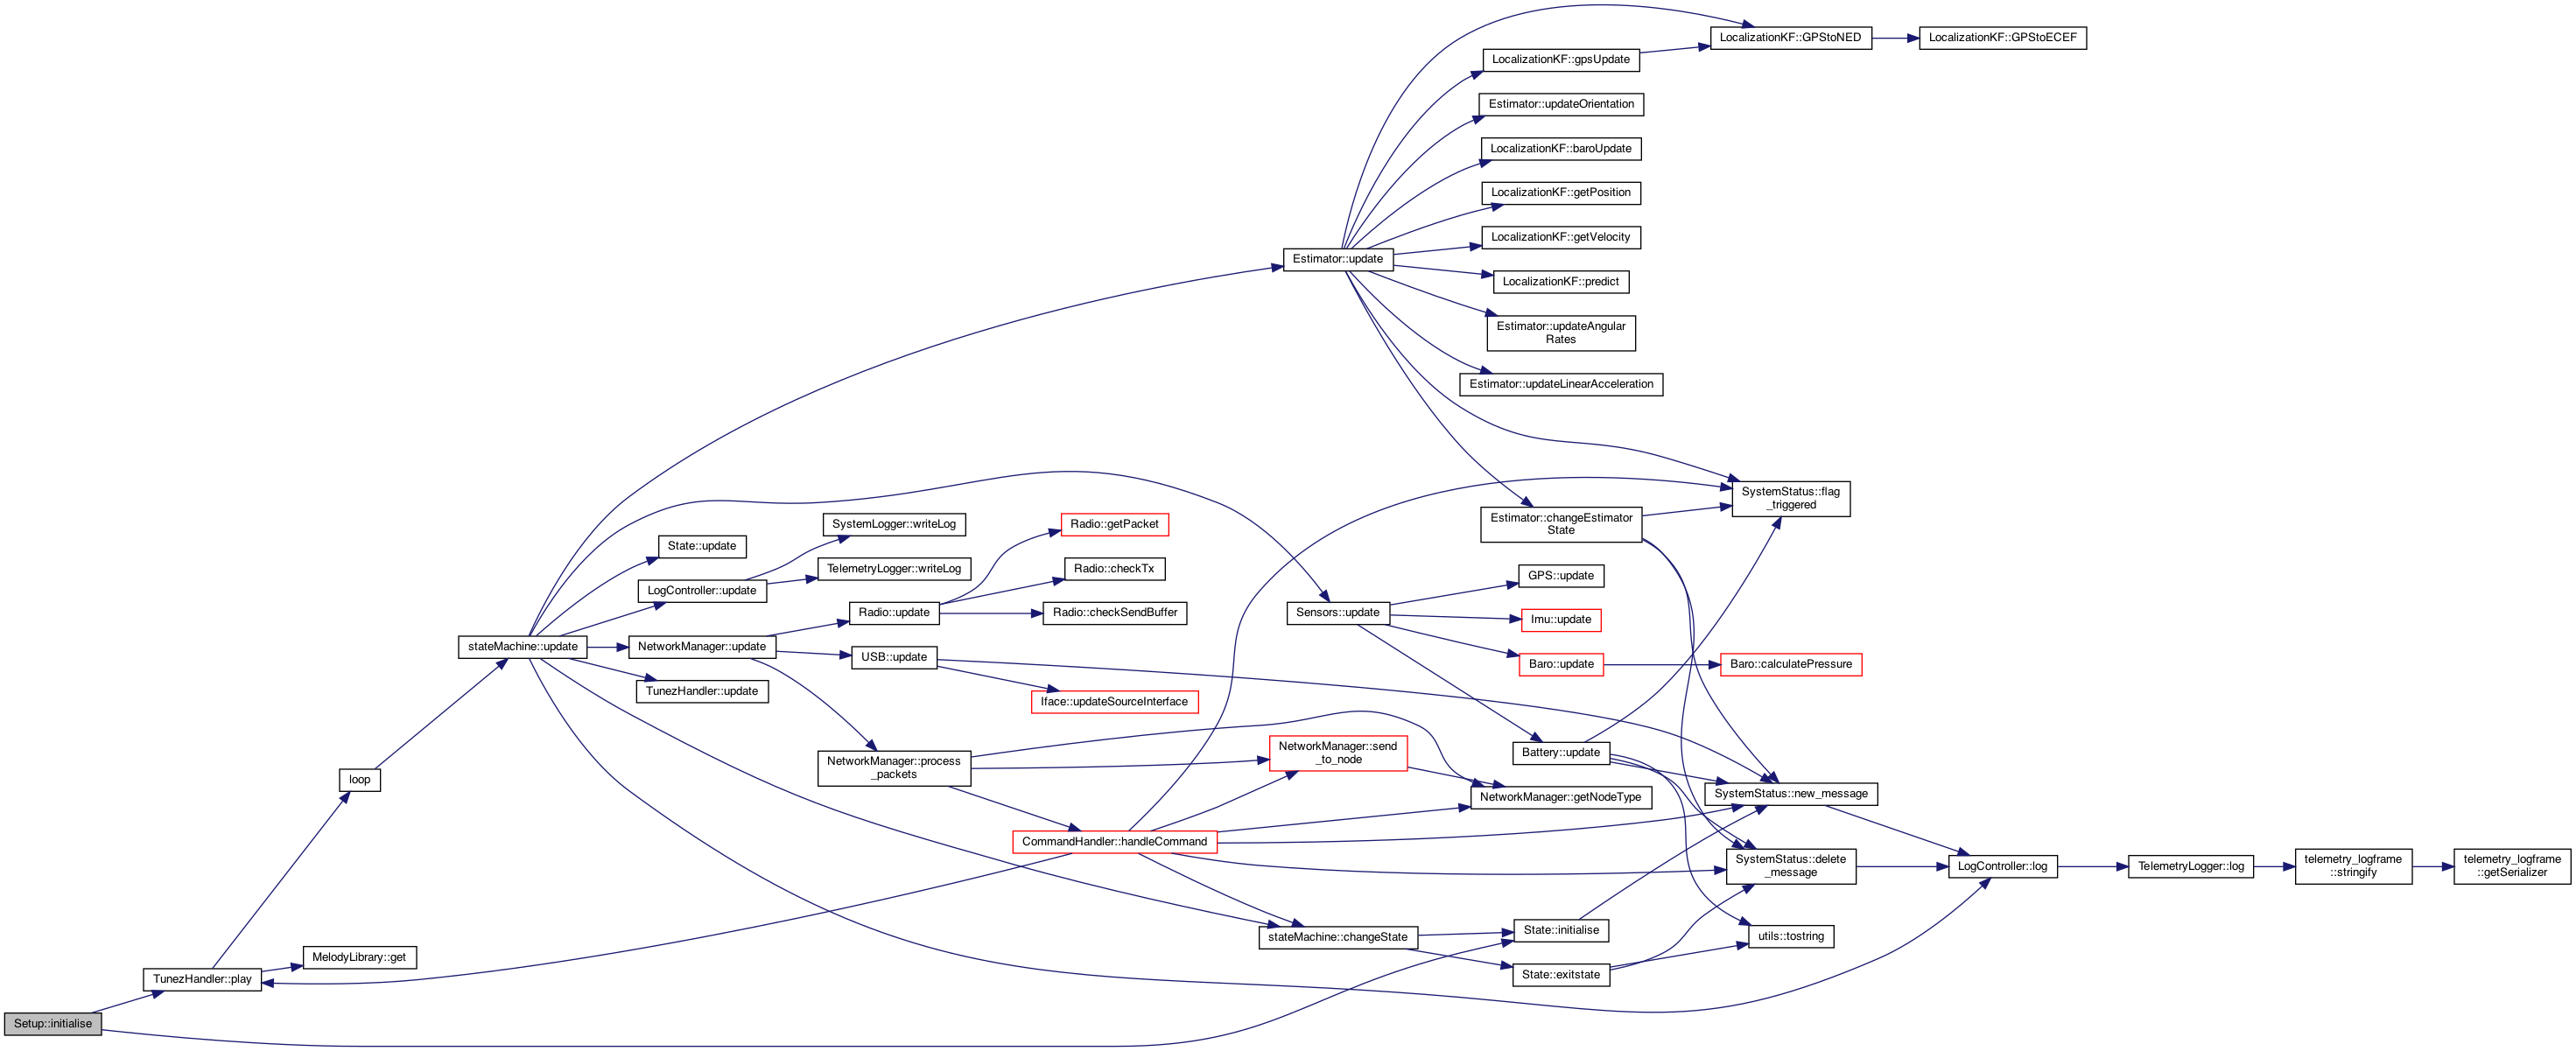 LocalizationKF::GPStoNED
LocalizationKF::GPStoECEF
LocalizationKF::gpsUpdate
Estimator::updateOrientation
LocalizationKF::baroUpdate
LocalizationKF::getPosition
LocalizationKF::getVelocity
Estimator::update
LocalizationKF::predict
Estimator::updateAngular
Rates
Estimator::updateLinearAcceleration
SystemStatus::flag
_triggered
Estimator::changeEstimator
State
SystemLogger::writeLog
Radio::getPacket
State::update
TelemetryLogger::writeLog
Radio::checkTx
GPS::update
LogController::update
Radio::update
Radio::checkSendBuffer
Sensors::update
Imu::update
stateMachine::update
NetworkManager::update
USB::update
Baro::update
Baro::calculatePressure
TunezHandler::update
Iface::updateSourceInterface
NetworkManager::process
_packets
NetworkManager::send
_to_node
Battery::update
loop
NetworkManager::getNodeType
SystemStatus::new_message
CommandHandler::handleCommand
SystemStatus::delete
_message
LogController::log
TelemetryLogger::log
telemetry_logframe
::stringify
telemetry_logframe
::getSerializer
stateMachine::changeState
State::initialise
utils::tostring
MelodyLibrary::get
TunezHandler::play
State::exitstate
Setup::initialise